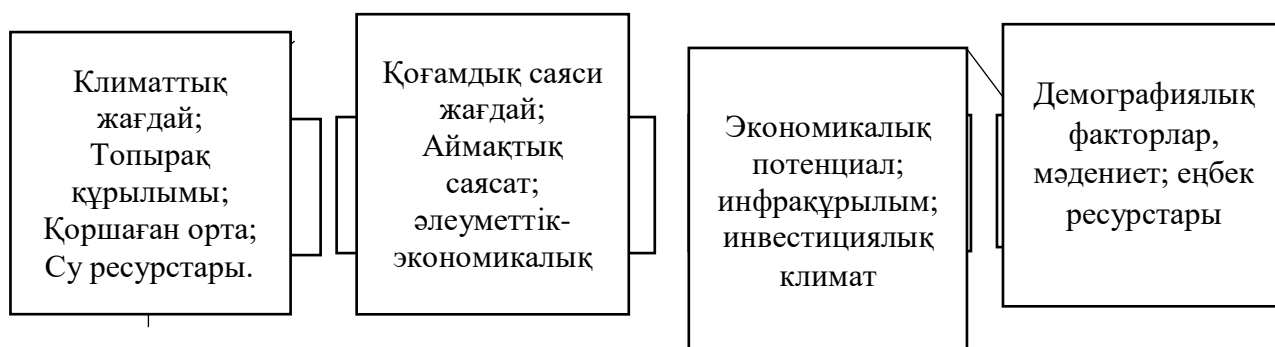 Климаттық
жағдай;
Топырақ
құрылымы;
Қоршаған орта;
Су ресурстары.
Қоғамдық саяси
жағдай;
Аймақтық
саясат;
әлеуметтік-
экономикалық
Экономикалық
потенциал;
инфрақұрылым;
инвестициялық
климат
Демографиялық
факторлар,
мәдениет; еңбек
ресурстары